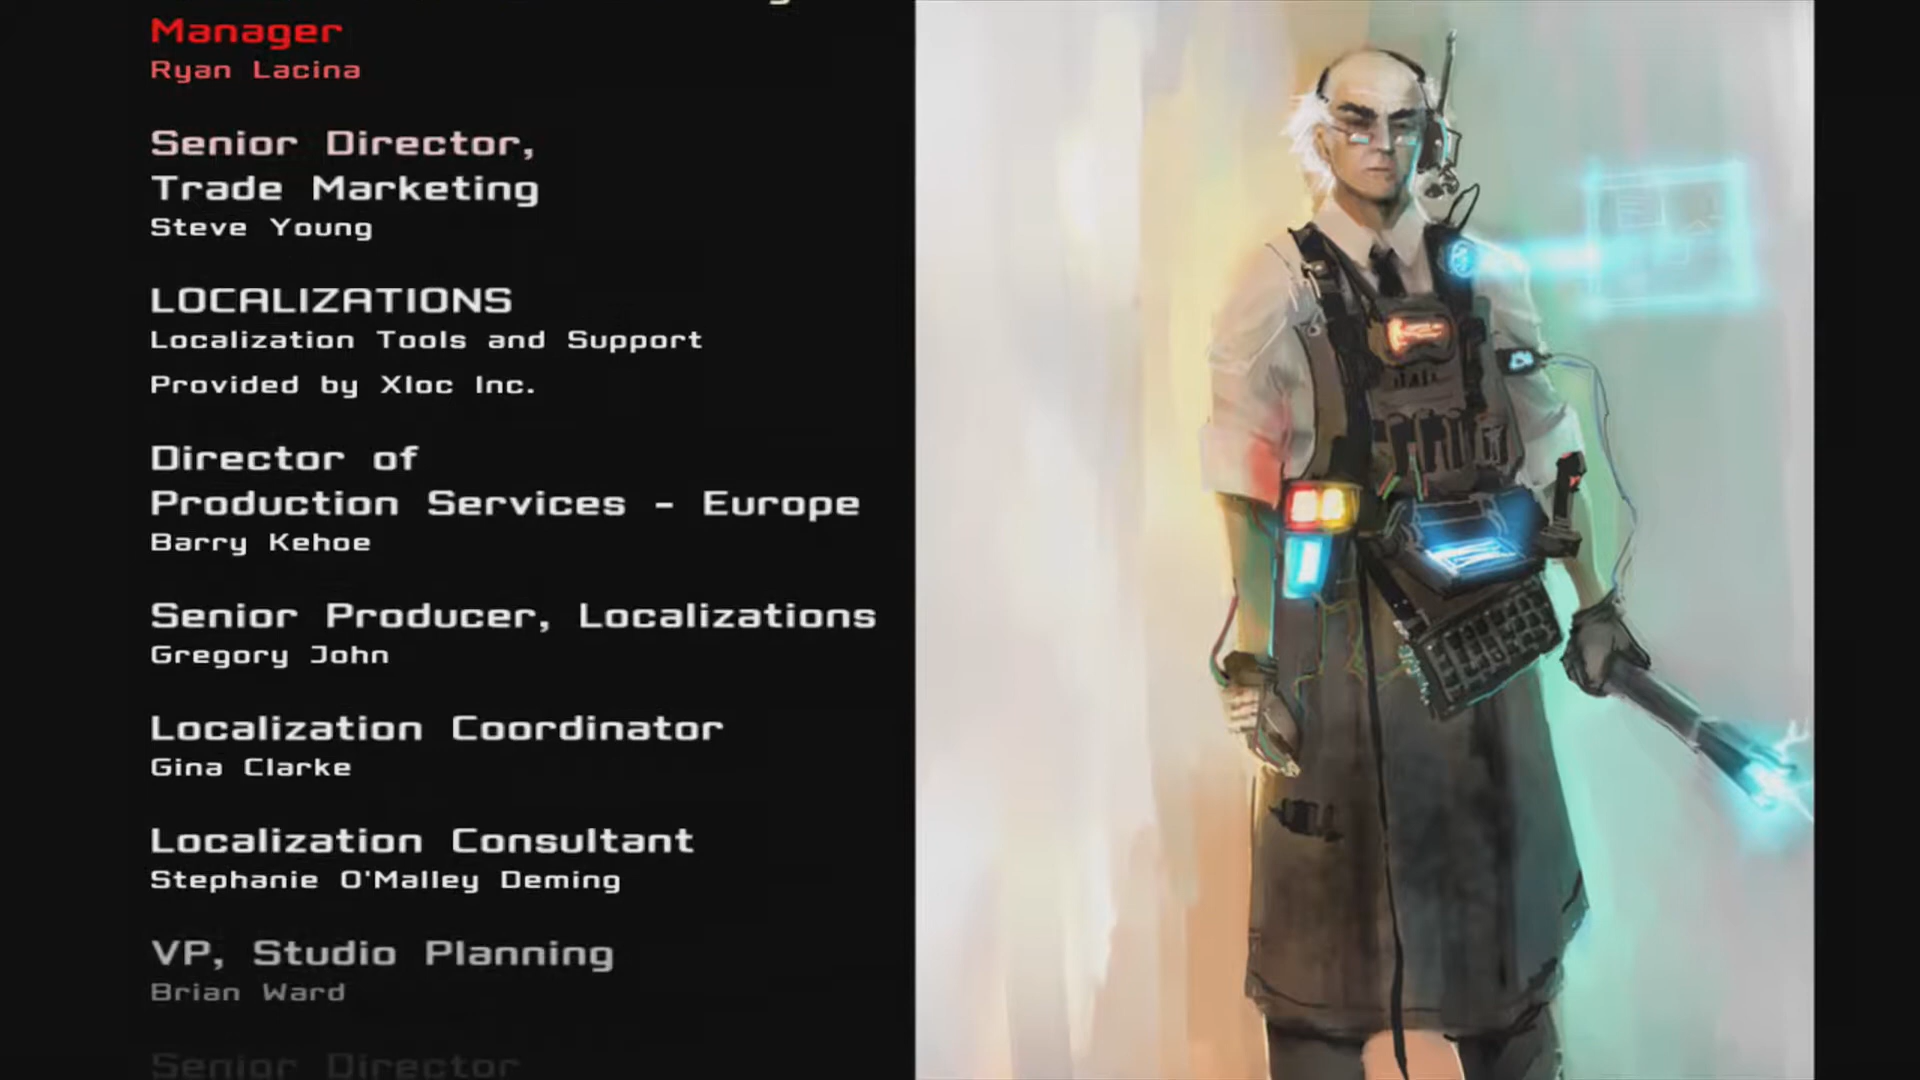 Manager
Ryan Lacina
Senior Director,
Trade Marketing
Steve Young
LOCALIZATIONS
Localization Tools and Support
Provided by Xloc Inc.
Director of
Production Services - Europe
Barry Kehoe
Senior Producer, Localizations
Gregory John
Localization Coordinator
Gina Clarke
Localization Consultant
Stephanie O'Malley Deming
VP, Studio Planning
Brian Ward
Senior Director